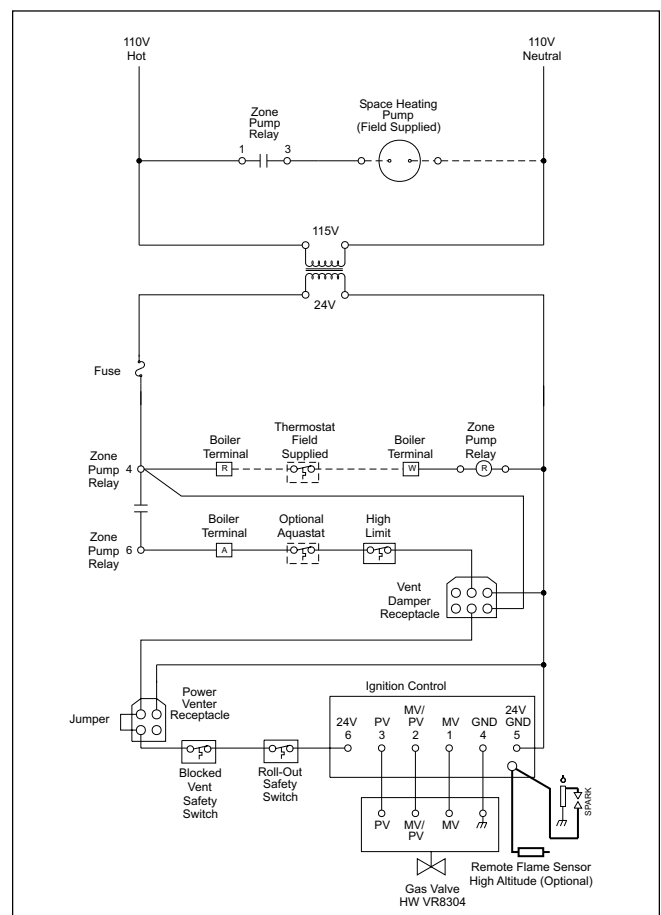 110V
Hot
110V
Neutral
Zone
Pump
Relay
1
3
Space Heating
Pump
(Field Supplied)
115V
24V
Fuse
Zone
Pump
Relay
4
Boiler
Terminal
R
Thermostat
Field
Supplied
Boiler
Terminal
W
Zone
Pump
Relay
R
Zone
Pump
Relay
6
Boiler
Terminal
A
Optional
Aquastat
High
Limit
Vent
Damper
Receptacle
Jumper
Power
Venter
Receptacle
Blocked
Vent
Safety
Switch
Roll-Out
Safety
Switch
Ignition Control
24V
6
PV
3
MV/
PV
2
MV
1
GND
4
24V
GND
5
PV
MV/
PV
MV
Gas Valve
HW VR8304
SPARK
Remote Flame Sensor
High Altitude (Optional)